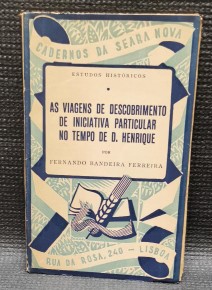 CADERNOS DA SEARA NOVA
ESTUDOS HISTÓRICOS
AS VIAGENS DE DESCOBRIMENTO
DE INICIATIVA PARTICULAR
NO TEMPO DE D. HENRIQUE
POR
FERNANDO BANDEIRA FERREIRA
RUA DA ROSA, 240 - LISBOA